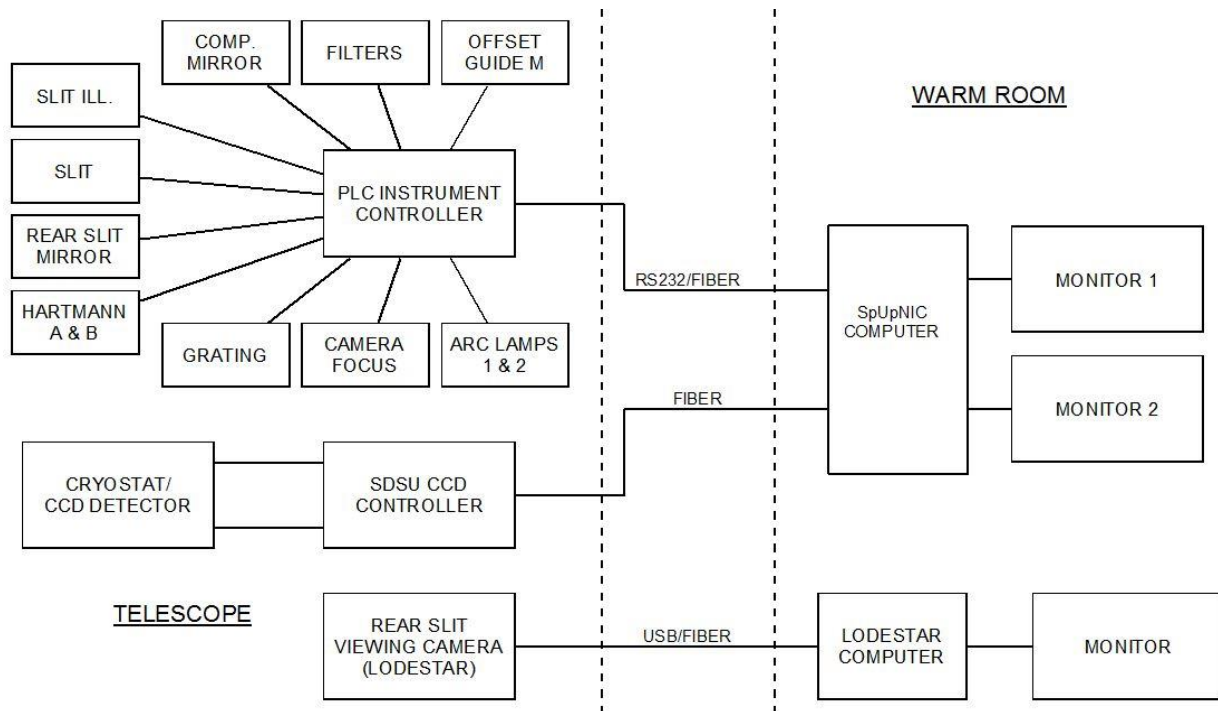 COMP.
MIRROR
FILTERS
OFFSET
GUIDE M
SLIT ILL.
WARM ROOM
SLIT
PLC INSTRUMENT
CONTROLLER
REAR SLIT
MIRROR
HARTMANN
A & B
GRATING
CAMERA
FOCUS
ARC LAMPS
1 & 2
RS232/FIBER
SpUpNIC
COMPUTER
MONITOR 1
MONITOR 2
FIBER
CRYOSTAT/
CCD DETECTOR
SDSU CCD
CONTROLLER
TELESCOPE
REAR SLIT
VIEWING CAMERA
(LODESTAR)
USB/FIBER
LODESTAR
COMPUTER
MONITOR